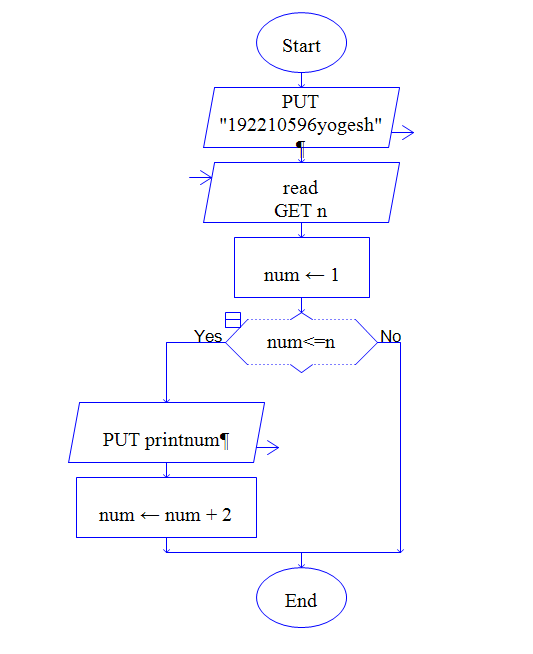 Start
PUT
"192210596yogesh"
¶
read
GET n
num ← 1
Yes
num<=n
No
PUT printnum¶
num ← num + 2
End